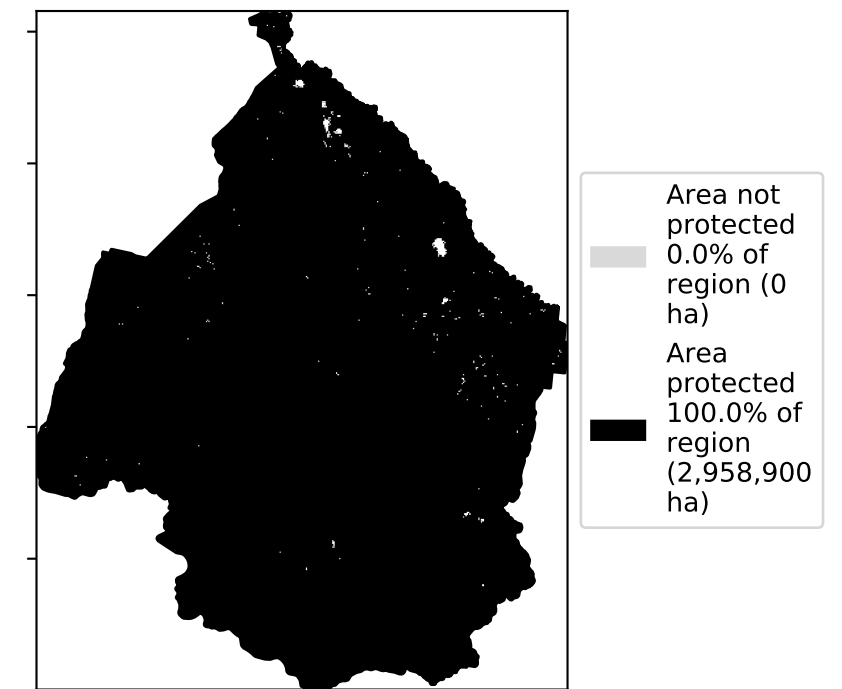 Area not
protected
0.0% of
region (0
ha)
Area
protected
100.0% of
region
(2,958,900
ha)